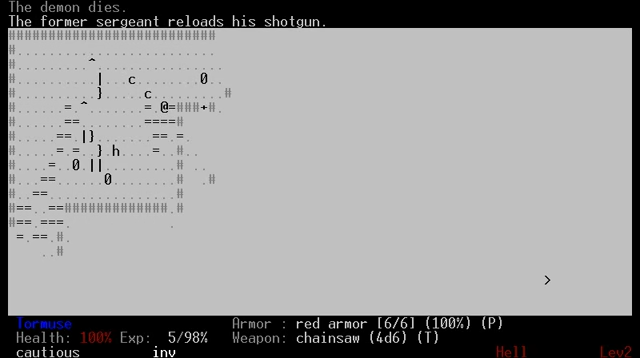 The demon dies.
The former sergeant reloads his shotgun.
Tormuse
Armor : red armor [6/6] (100%) (P)
Health: 100% Exp: 5/98%
Weapon: chainsaw (4d6) (T)
cautious inv
Hell Lev2